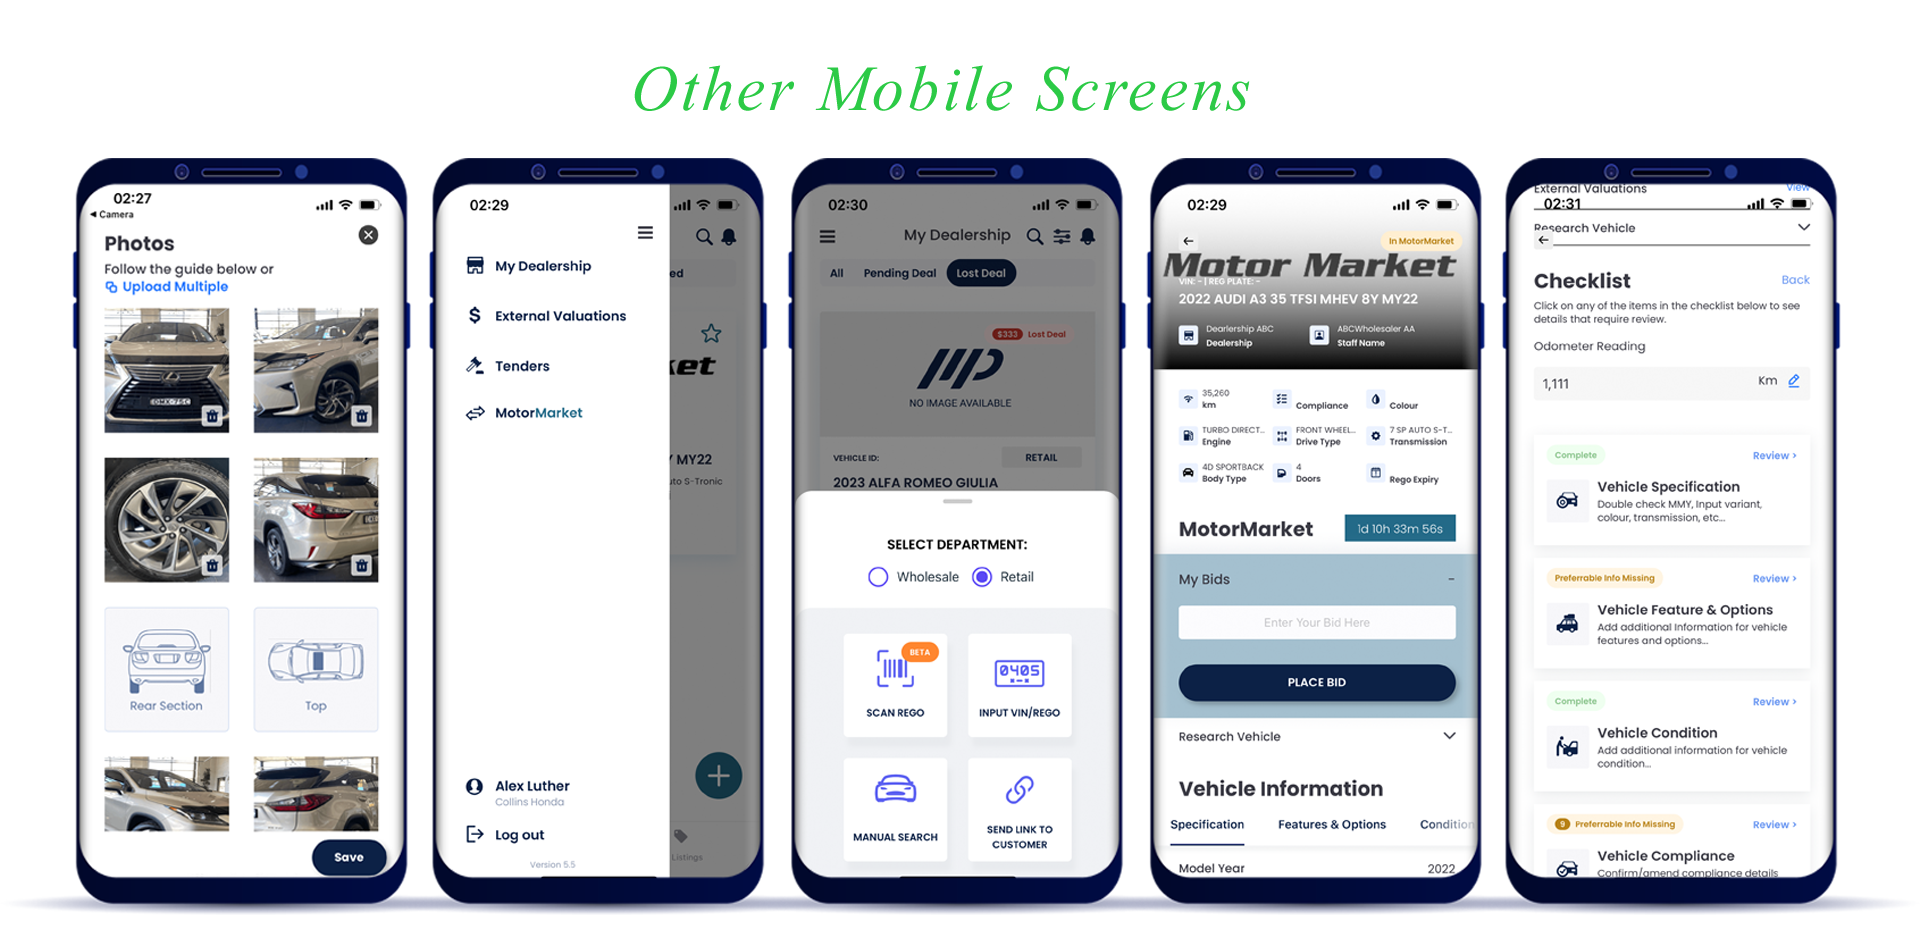 Other Mobile Screens
02:27
Camera
Photos
Follow the guide below or
Upload Multiple
Rear Section
Top
Save
02:29
My Dealership
External Valuations
Tenders
MotorMarket
Alex Luther
Collins Honda
Log out
Version 5.5
ed
ket
MY22
uto S-Tronic
Listings
02:30
My Dealership
All
Pending Deal
Lost Deal
$333 Lost Deal
NO IMAGE AVAILABLE
VEHICLE ID:
RETAIL
2023 ALFA ROMEO GIULIA
SELECT DEPARTMENT:
Wholesale
Retail
BETA
SCAN REGO
0405
INPUT VIN/REGO
MANUAL SEARCH
SEND LINK TO
CUSTOMER
02:29
In MotorMarket
Motor Market
VIN: - | REG PLATE: -
2022 AUDI A3 35 TFSI MHEV 8Y MY22
Dearlership ABC
Dealership
ABCWholesaler AA
Staff Name
35,260
km
Compliance
Colour
TURBO DIRECT...
Engine
FRONT WHEEL...
Drive Type
7 SP AUTO S-T...
Transmission
4D SPORTBACK
Body Type
4
Doors
Rego Expiry
MotorMarket
1d 10h 33m 56s
My Bids
-
Enter Your Bid Here
PLACE BID
Research Vehicle
Vehicle Information
Specification
Features & Options
Condition
Model Year
2022
External Valuations
View
02:31
Research Vehicle
Checklist
Back
Click on any of the items in the checklist below to see
details that require review.
Odometer Reading
1,111
Km
Complete
Review >
Vehicle Specification
Double check MMY, Input variant,
colour, transmission, etc...
Preferrable Info Missing
Review >
Vehicle Feature & Options
Add additional Information for vehicle
features and options...
Complete
Review >
Vehicle Condition
Add additional information for vehicle
condition...
9 Preferrable Info Missing
Review >
Vehicle Compliance
Confirm/amend compliance details